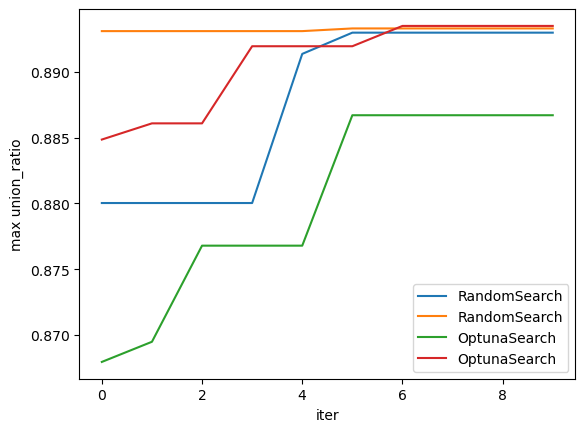 max union_ratio
0.890
0.885
0.880
0.875
0.870
0 2 4 6 8
iter
RandomSearch
RandomSearch
OptunaSearch
OptunaSearch